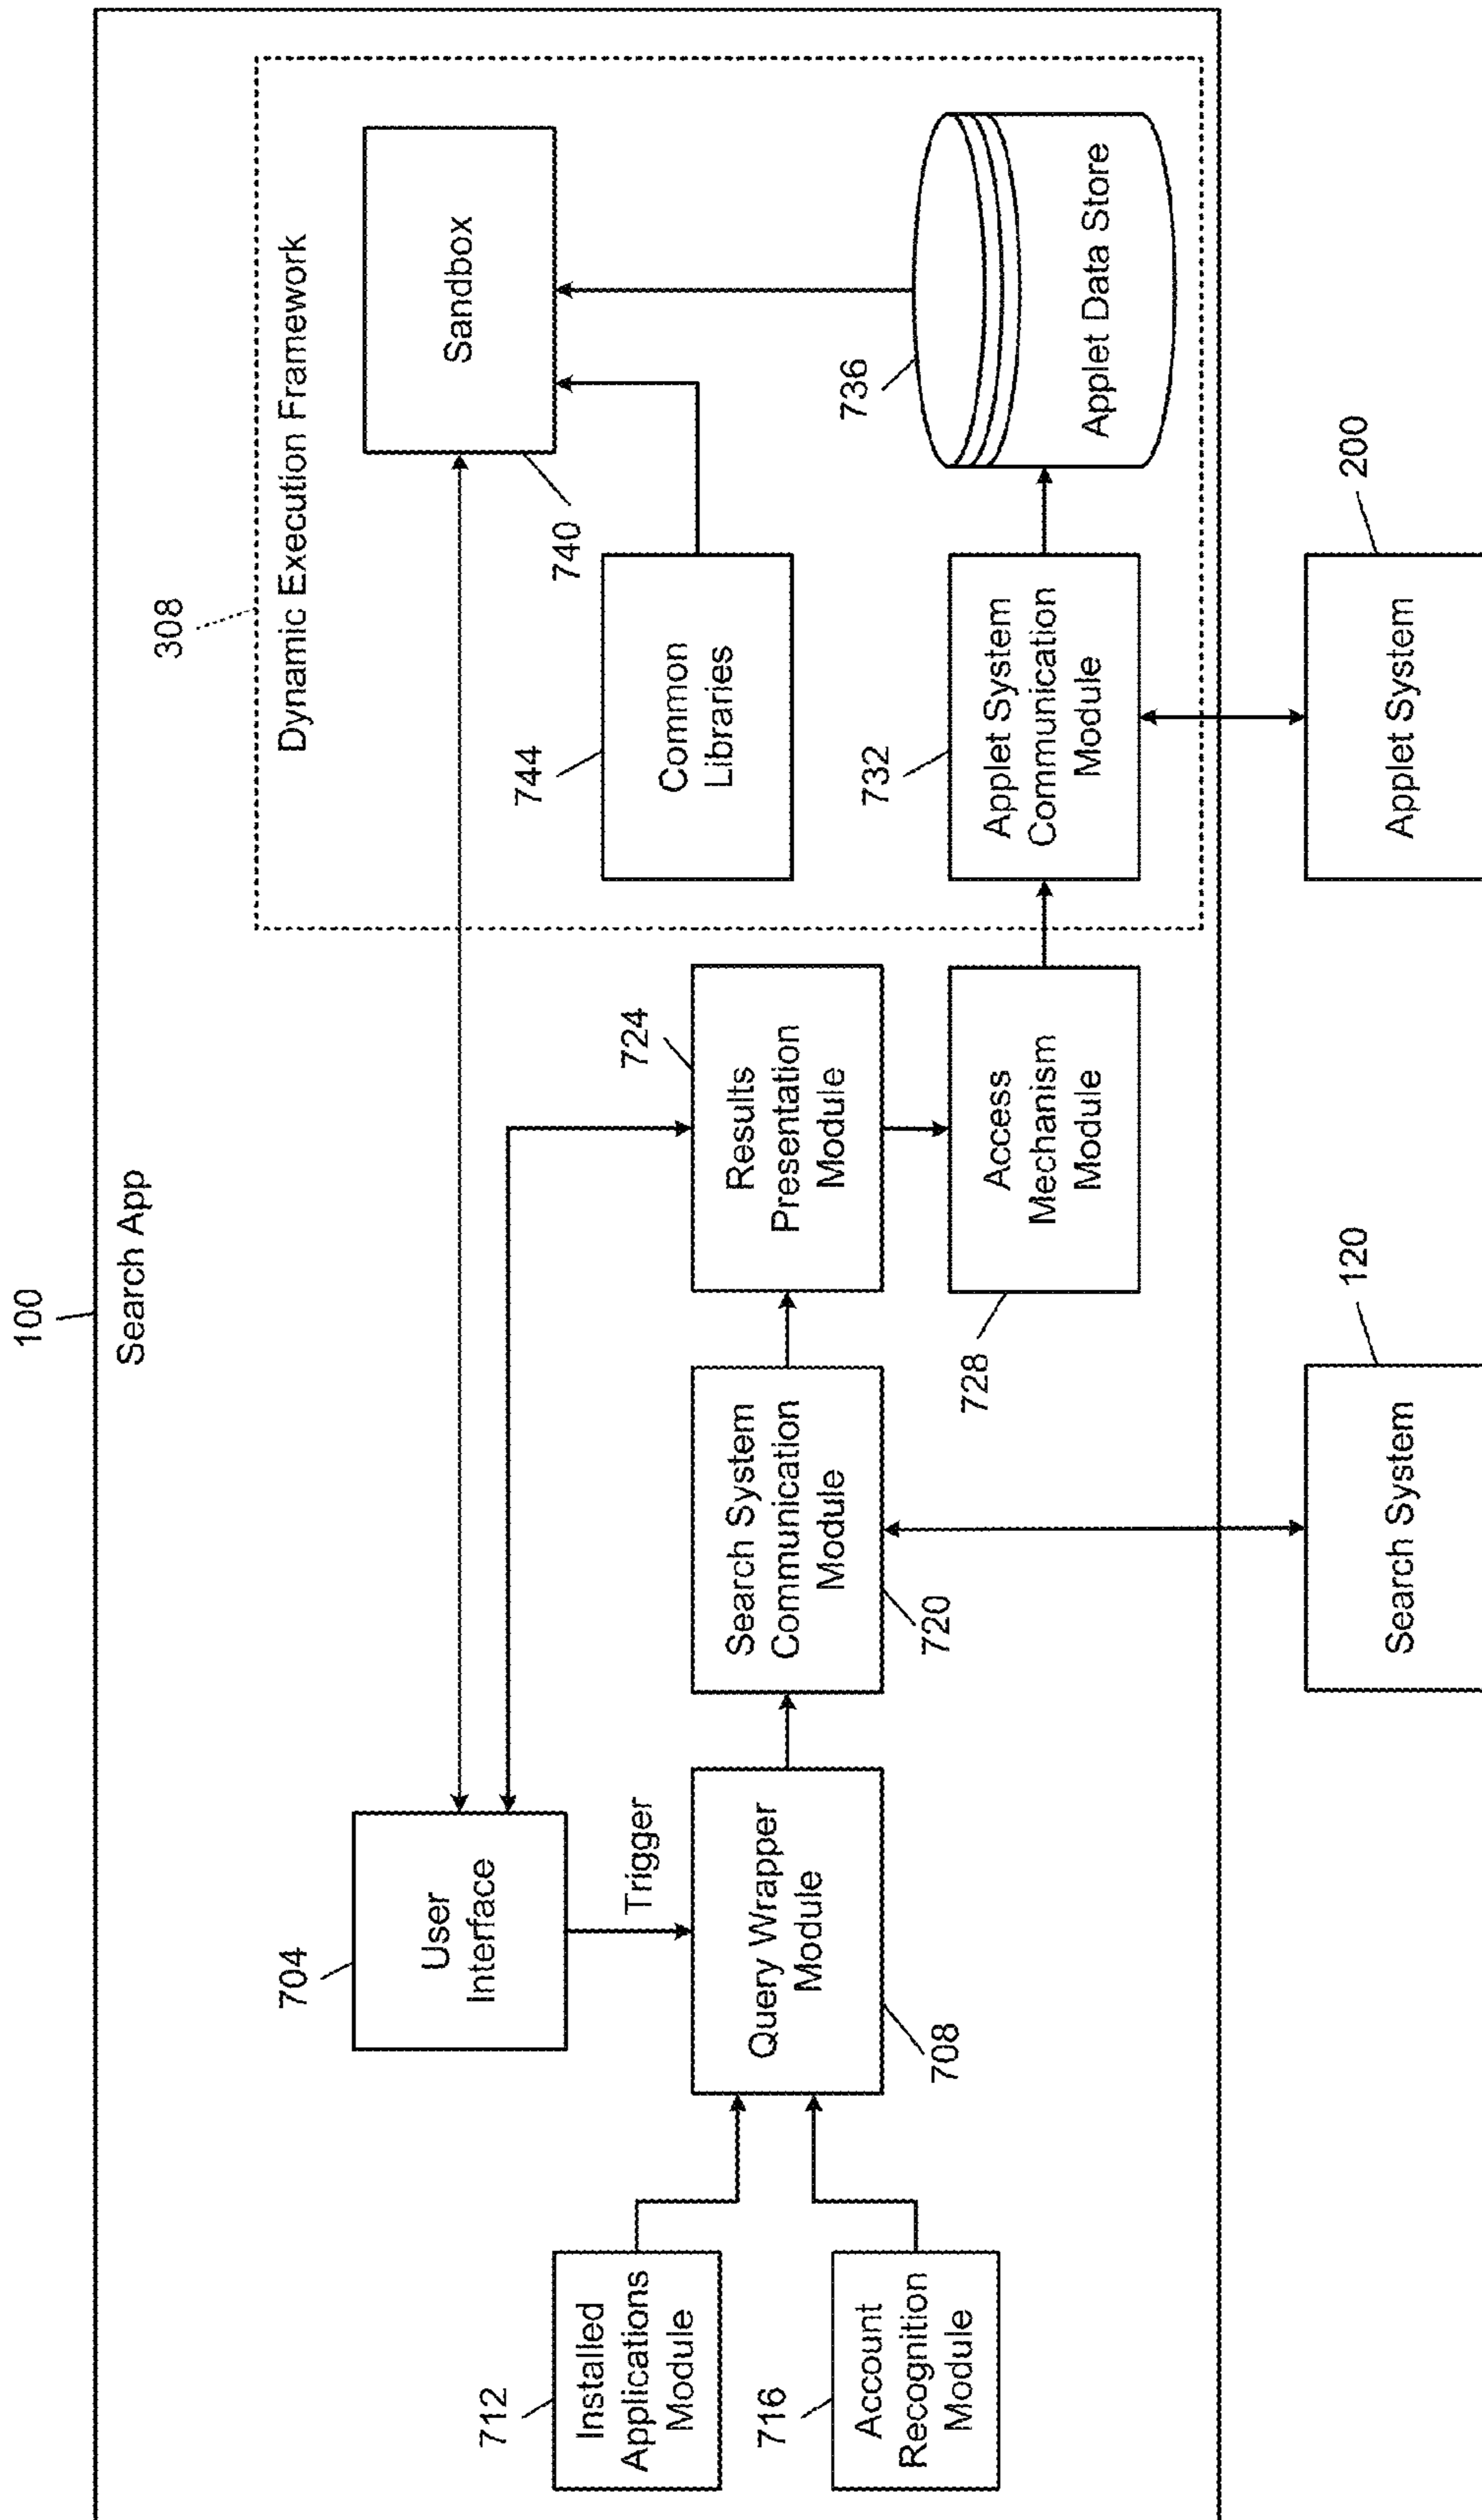 100
Search App
308
Dynamic Execution Framework
704
User
Interface
Trigger
Sandbox
740
712
Installed
Applications
Module
716
Account
Recognition
Module
Query Wrapper
Module
708
Search System
Communication
Module
720
724
Results
Presentation
Module
744
Common
Libraries
728
Access
Mechanism
Module
732
Applet System
Communication
Module
736
Applet Data Store
120
Search System
200
Applet System